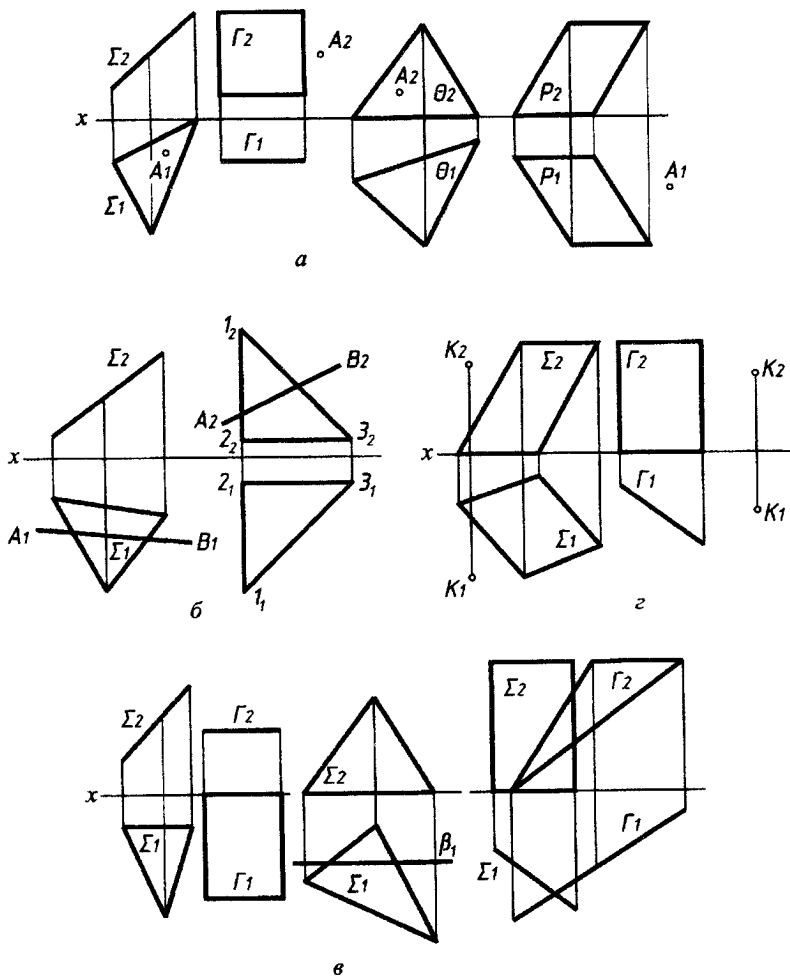 Σ2 Γ2 A2 A2 θ2 P2
x
A1 Γ1 θ1 P1 A1
Σ1
а
1₂
Σ2 B2 K2 Σ2 Γ2 K2
A2
2₂ 3₂
x x
2₁ 3₁ Γ1
A1 Σ1 B1 Σ1 K1
K1
б 1₁ г
Σ2 Γ2 Σ2 Σ2 Γ2
x
Σ1 Γ1 Σ1 β1 Σ1 Γ1
в